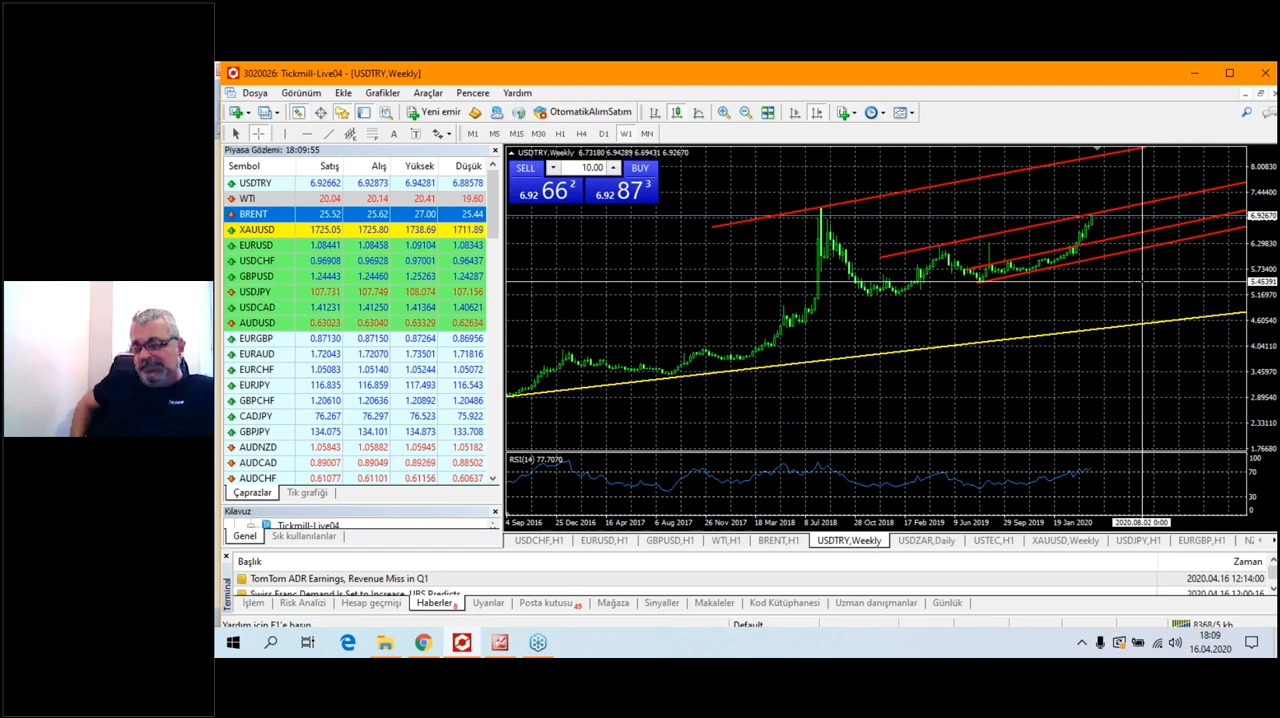 3020026: Tickmill-Live04 - [USDTRY,Weekly]
Dosya Görünüm Ekle Grafikler Araçlar Pencere Yardım
Yeni emir OtomatikAlımSatım
A T M1 M5 M15 M30 H1 H4 D1 W1 MN
Piyasa Gözlemi: 18:09:55
Sembol Satış Alış Yüksek Düşük
USDTRY 6.92662 6.92873 6.94281 6.88578
WTI 20.04 20.14 20.41 19.60
BRENT 25.52 25.62 27.00 25.44
XAUUSD 1725.05 1725.80 1738.69 1711.89
EURUSD 1.08441 1.08458 1.09104 1.08343
USDCHF 0.96908 0.96928 0.97001 0.96437
GBPUSD 1.24443 1.24460 1.25263 1.24287
USDJPY 107.731 107.749 108.074 107.156
USDCAD 1.41231 1.41250 1.41364 1.40621
AUDUSD 0.63023 0.63040 0.63329 0.62634
EURGBP 0.87130 0.87150 0.87264 0.86956
EURAUD 1.72043 1.72070 1.73501 1.71816
EURCHF 1.05083 1.05140 1.05244 1.05072
EURJPY 116.835 116.859 117.493 116.543
GBPCHF 1.20610 1.20636 1.20892 1.20486
CADJPY 76.267 76.297 76.523 75.922
GBPJPY 134.075 134.101 134.873 133.708
AUDNZD 1.05843 1.05882 1.05945 1.05182
AUDCAD 0.89007 0.89049 0.89269 0.88502
AUDCHF 0.61077 0.61101 0.61156 0.60637
Çaprazlar Tik grafiği
Kılavuz
Tickmill-Live04
Genel Sık kullanılanlar
USDTRY,Weekly 6.73180 6.94289 6.69431 6.92670
SELL 10.00 BUY
6.92 66 2 6.92 87 3
8.00830
7.44400
6.92670
6.29830
5.73400
5.45391
5.16970
4.60540
4.04110
3.45970
2.89540
2.33110
1.76680
RSI(14) 77.7070
100
70
30
0
4 Sep 2016 25 Dec 2016 16 Apr 2017 6 Aug 2017 26 Nov 2017 18 Mar 2018 8 Jul 2018 28 Oct 2018 17 Feb 2019 9 Jun 2019 29 Sep 2019 19 Jan 2020 2020.08.02 0:00
USDCHF,H1 EURUSD,H1 GBPUSD,H1 WTI,H1 BRENT,H1 USDTRY,Weekly USDZAR,Daily USTEC,H1 XAUUSD,Weekly USDJPY,H1 EURGBP,H1
Başlık Zaman
TomTom ADR Earnings, Revenue Miss in Q1 2020.04.16 12:14:00
Swiss Franc Demand Is Set to Increase, UBS Predicts 2020.04.16 12:00:16
Terminal
İşlem Risk Analizi Hesap geçmişi Haberler 8 Uyarılar Posta kutusu 49 Mağaza Sinyaller Makaleler Kod Kütüphanesi Uzman danışmanlar Günlük
Yardım için F1'e basın Default 8368/5 kb
18:09
16.04.2020